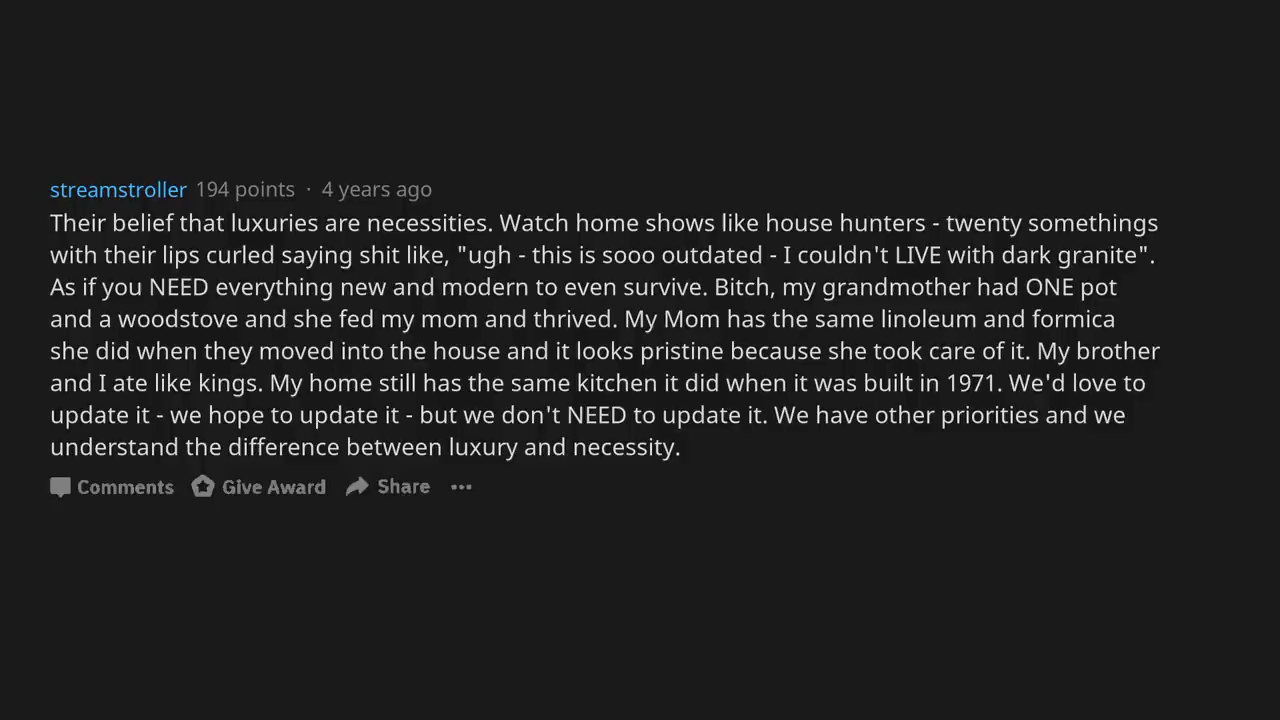 streamstroller 194 points · 4 years ago
Their belief that luxuries are necessities. Watch home shows like house hunters - twenty somethings
with their lips curled saying shit like, "ugh - this is sooo outdated - I couldn't LIVE with dark granite".
As if you NEED everything new and modern to even survive. Bitch, my grandmother had ONE pot
and a woodstove and she fed my mom and thrived. My Mom has the same linoleum and formica
she did when they moved into the house and it looks pristine because she took care of it. My brother
and I ate like kings. My home still has the same kitchen it did when it was built in 1971. We'd love to
update it - we hope to update it - but we don't NEED to update it. We have other priorities and we
understand the difference between luxury and necessity.
Comments Give Award Share ···